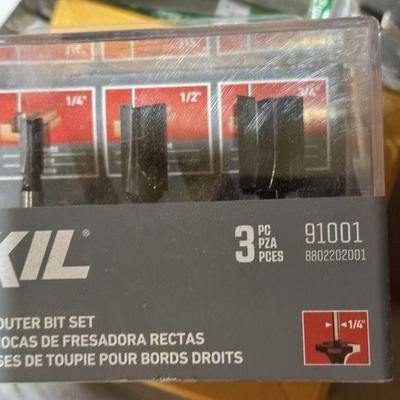 1/4"
1/2"
3/4"
KIL®
3 PC PZA PCES
91001
8802202001
OUTER BIT SET
ROCAS DE FRESADORA RECTAS
SES DE TOUPIE POUR BORDS DROITS
1/4"